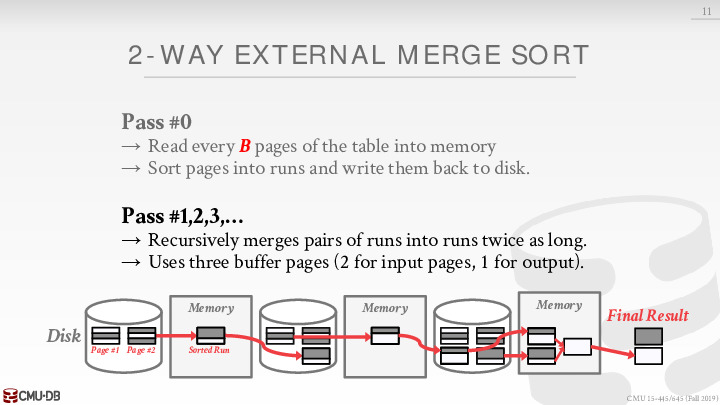 11
2-WAY EXTERNAL MERGE SORT
Pass #0
→ Read every B pages of the table into memory
→ Sort pages into runs and write them back to disk.
Pass #1,2,3,…
→ Recursively merges pairs of runs into runs twice as long.
→ Uses three buffer pages (2 for input pages, 1 for output).
Memory
Memory
Memory
Final Result
Disk
Page #1 Page #2
Sorted Run
CMU·DB
CMU 15-445/645 (Fall 2019)